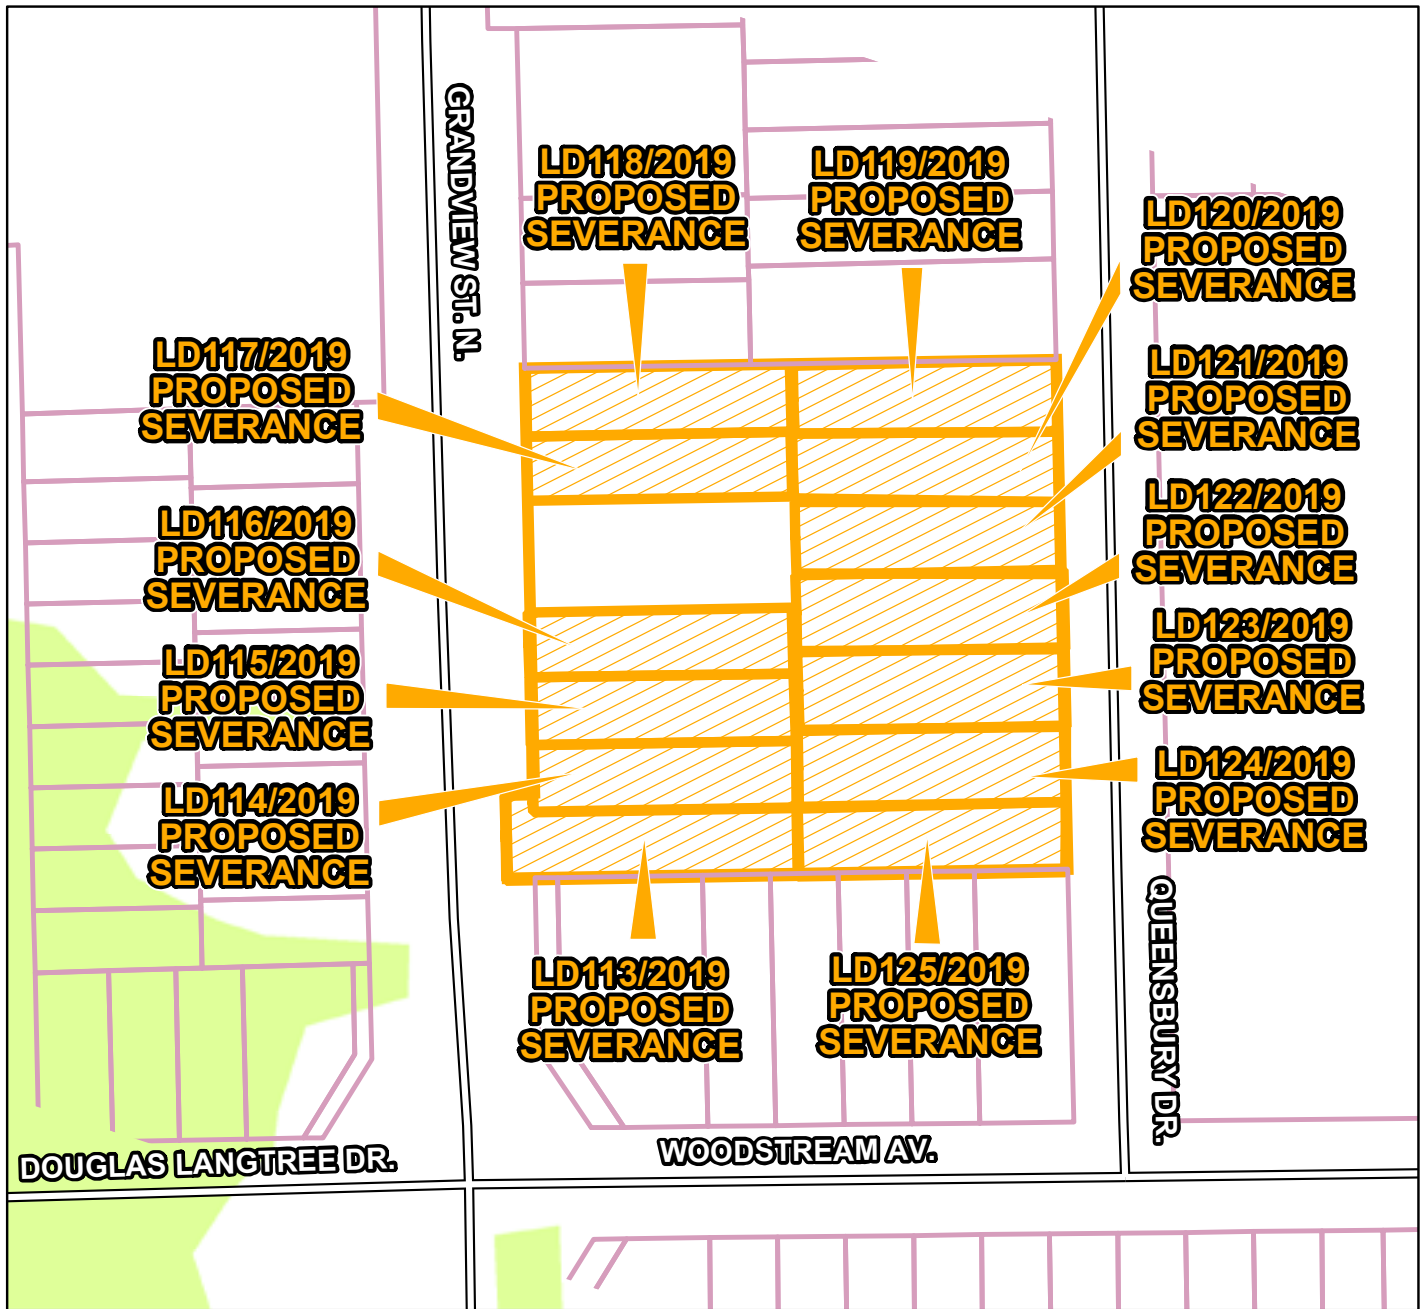 GRANDVIEW ST. N.
LD118/2019
PROPOSED
SEVERANCE
LD119/2019
PROPOSED
SEVERANCE
LD120/2019
PROPOSED
SEVERANCE
LD117/2019
PROPOSED
SEVERANCE
LD121/2019
PROPOSED
SEVERANCE
LD116/2019
PROPOSED
SEVERANCE
LD122/2019
PROPOSED
SEVERANCE
LD115/2019
PROPOSED
SEVERANCE
LD123/2019
PROPOSED
SEVERANCE
LD114/2019
PROPOSED
SEVERANCE
LD124/2019
PROPOSED
SEVERANCE
LD113/2019
PROPOSED
SEVERANCE
LD125/2019
PROPOSED
SEVERANCE
QUEENSBURY DR.
DOUGLAS LANGTREE DR.
WOODSTREAM AV.